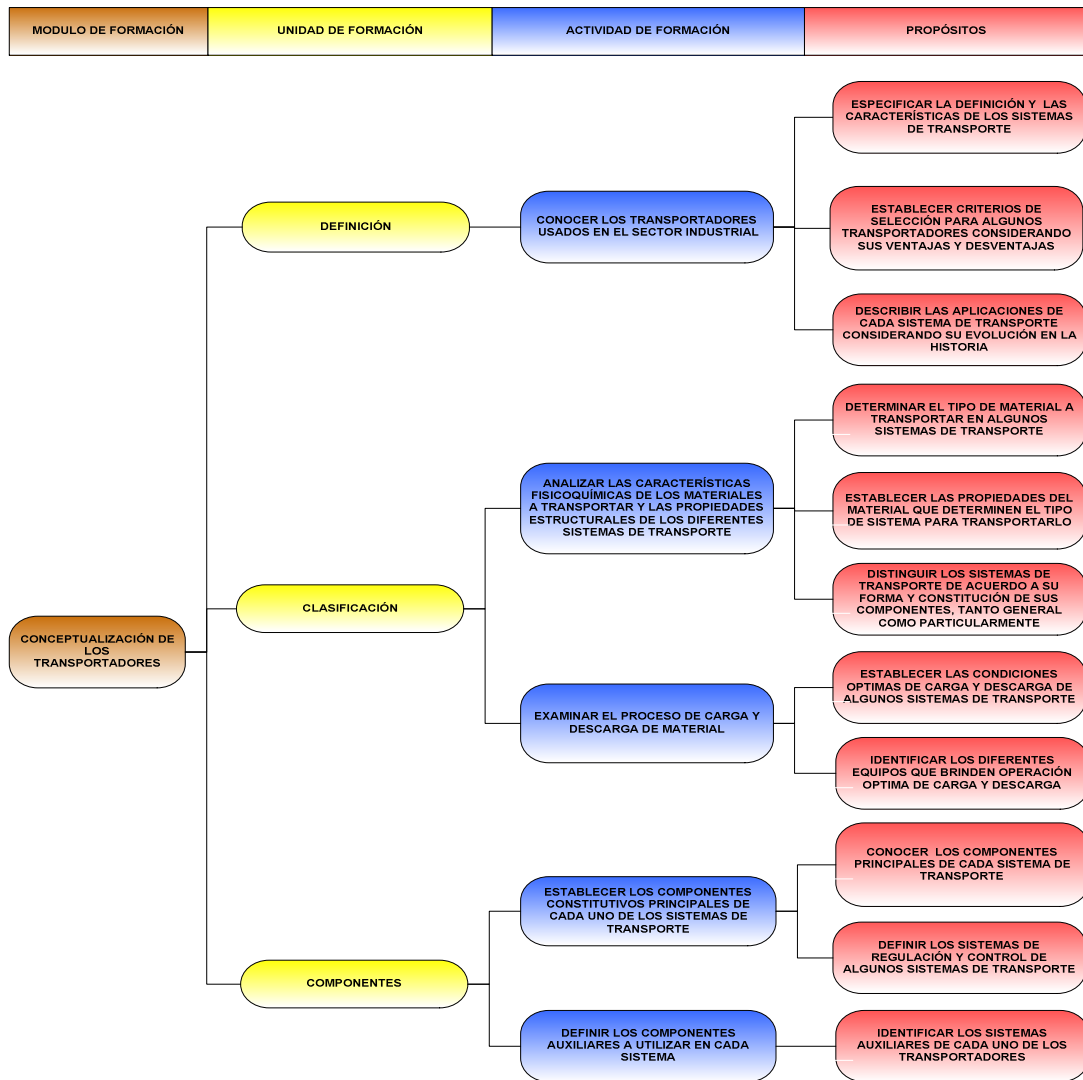 MODULO DE FORMACIÓN
UNIDAD DE FORMACIÓN
ACTIVIDAD DE FORMACIÓN
PROPÓSITOS
CONCEPTUALIZACIÓN DE
LOS
TRANSPORTADORES
DEFINICIÓN
CONOCER LOS TRANSPORTADORES
USADOS EN EL SECTOR INDUSTRIAL
ESPECIFICAR LA DEFINICIÓN Y LAS
CARACTERÍSTICAS DE LOS SISTEMAS
DE TRANSPORTE
ESTABLECER CRITERIOS DE
SELECCIÓN PARA ALGUNOS
TRANSPORTADORES CONSIDERANDO
SUS VENTAJAS Y DESVENTAJAS
DESCRIBIR LAS APLICACIONES DE
CADA SISTEMA DE TRANSPORTE
CONSIDERANDO SU EVOLUCIÓN EN LA
HISTORIA
CLASIFICACIÓN
ANALIZAR LAS CARACTERÍSTICAS
FISICOQUÍMICAS DE LOS MATERIALES
A TRANSPORTAR Y LAS PROPIEDADES
ESTRUCTURALES DE LOS DIFERENTES
SISTEMAS DE TRANSPORTE
DETERMINAR EL TIPO DE MATERIAL A
TRANSPORTAR EN ALGUNOS
SISTEMAS DE TRANSPORTE
ESTABLECER LAS PROPIEDADES DEL
MATERIAL QUE DETERMINEN EL TIPO
DE SISTEMA PARA TRANSPORTARLO
DISTINGUIR LOS SISTEMAS DE
TRANSPORTE DE ACUERDO A SU
FORMA Y CONSTITUCIÓN DE SUS
COMPONENTES, TANTO GENERAL
COMO PARTICULARMENTE
EXAMINAR EL PROCESO DE CARGA Y
DESCARGA DE MATERIAL
ESTABLECER LAS CONDICIONES
OPTIMAS DE CARGA Y DESCARGA DE
ALGUNOS SISTEMAS DE TRANSPORTE
IDENTIFICAR LOS DIFERENTES
EQUIPOS QUE BRINDEN OPERACIÓN
OPTIMA DE CARGA Y DESCARGA
COMPONENTES
ESTABLECER LOS COMPONENTES
CONSTITUTIVOS PRINCIPALES DE
CADA UNO DE LOS SISTEMAS DE
TRANSPORTE
CONOCER LOS COMPONENTES
PRINCIPALES DE CADA SISTEMA DE
TRANSPORTE
DEFINIR LOS SISTEMAS DE
REGULACIÓN Y CONTROL DE
ALGUNOS SISTEMAS DE TRANSPORTE
DEFINIR LOS COMPONENTES
AUXILIARES A UTILIZAR EN CADA
SISTEMA
IDENTIFICAR LOS SISTEMAS
AUXILIARES DE CADA UNO DE LOS
TRANSPORTADORES